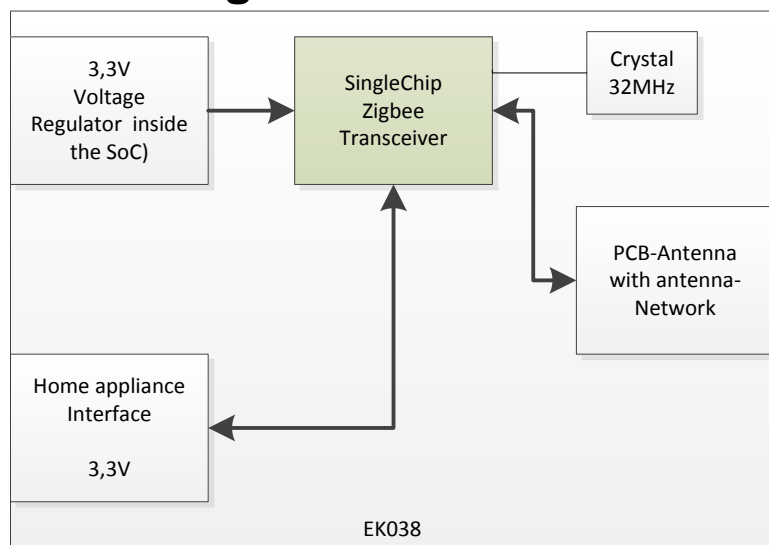 3,3V
Voltage
Regulator inside
the SoC)
SingleChip
Zigbee
Transceiver
Crystal
32MHz
PCB-Antenna
with antenna-
Network
Home appliance
Interface
3,3V
EK038